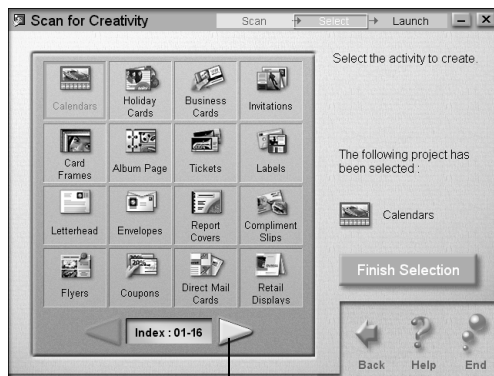 Scan for Creativity
Scan
Select
Launch
Select the activity to create.
Calendars
Holiday
Cards
Business
Cards
Invitations
Card
Frames
Album Page
Tickets
Labels
The following project has
been selected :
Calendars
Letterhead
Envelopes
Report
Covers
Compliment
Slips
Flyers
Coupons
Direct Mail
Cards
Retail
Displays
Finish Selection
Index : 01-16
Back
Help
End